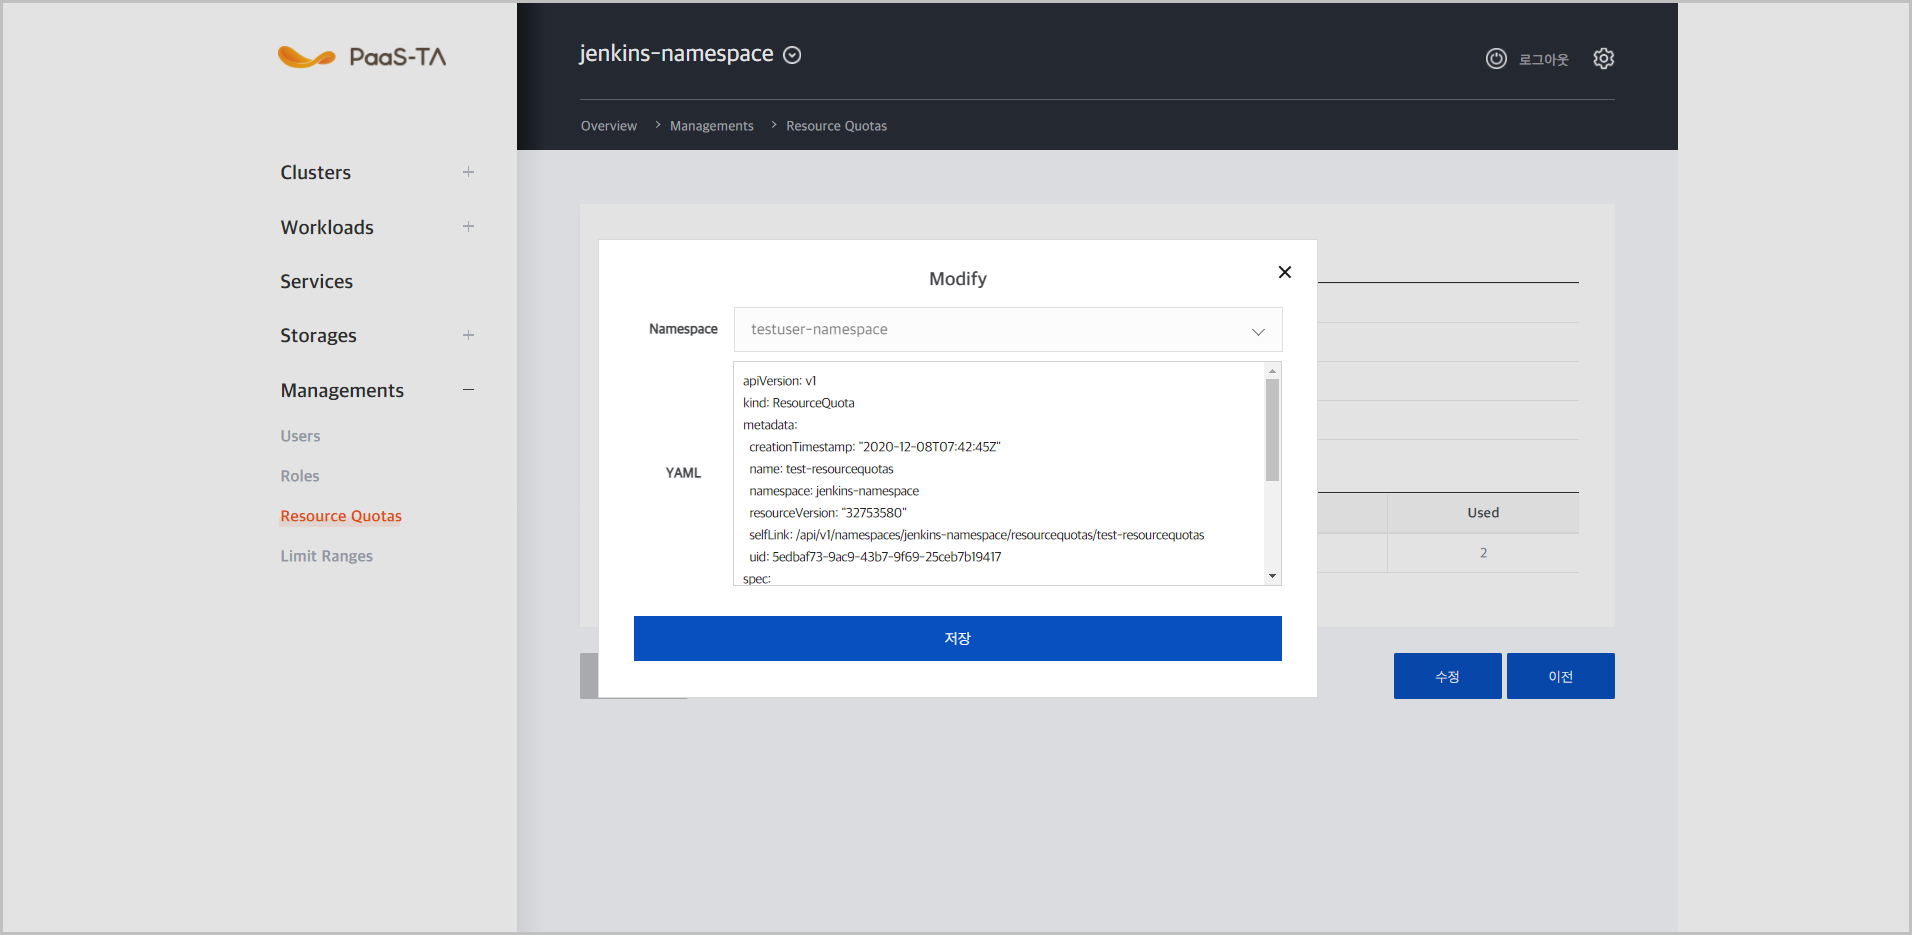 PaaS-TA
jenkins-namespace
로그아웃
Overview > Managements > Resource Quotas
Clusters
Workloads
Services
Storages
Managements
Users
Roles
Resource Quotas
Limit Ranges
Modify
Namespace
testuser-namespace
YAML
apiVersion: v1
kind: ResourceQuota
metadata:
creationTimestamp: "2020-12-08T07:42:45Z"
name: test-resourcequotas
namespace: jenkins-namespace
resourceVersion: "32753580"
selfLink: /api/v1/namespaces/jenkins-namespace/resourcequotas/test-resourcequotas
uid: 5edbaf73-9ac9-43b7-9f69-25ceb7b19417
spec:
저장
Used
2
수정
이전